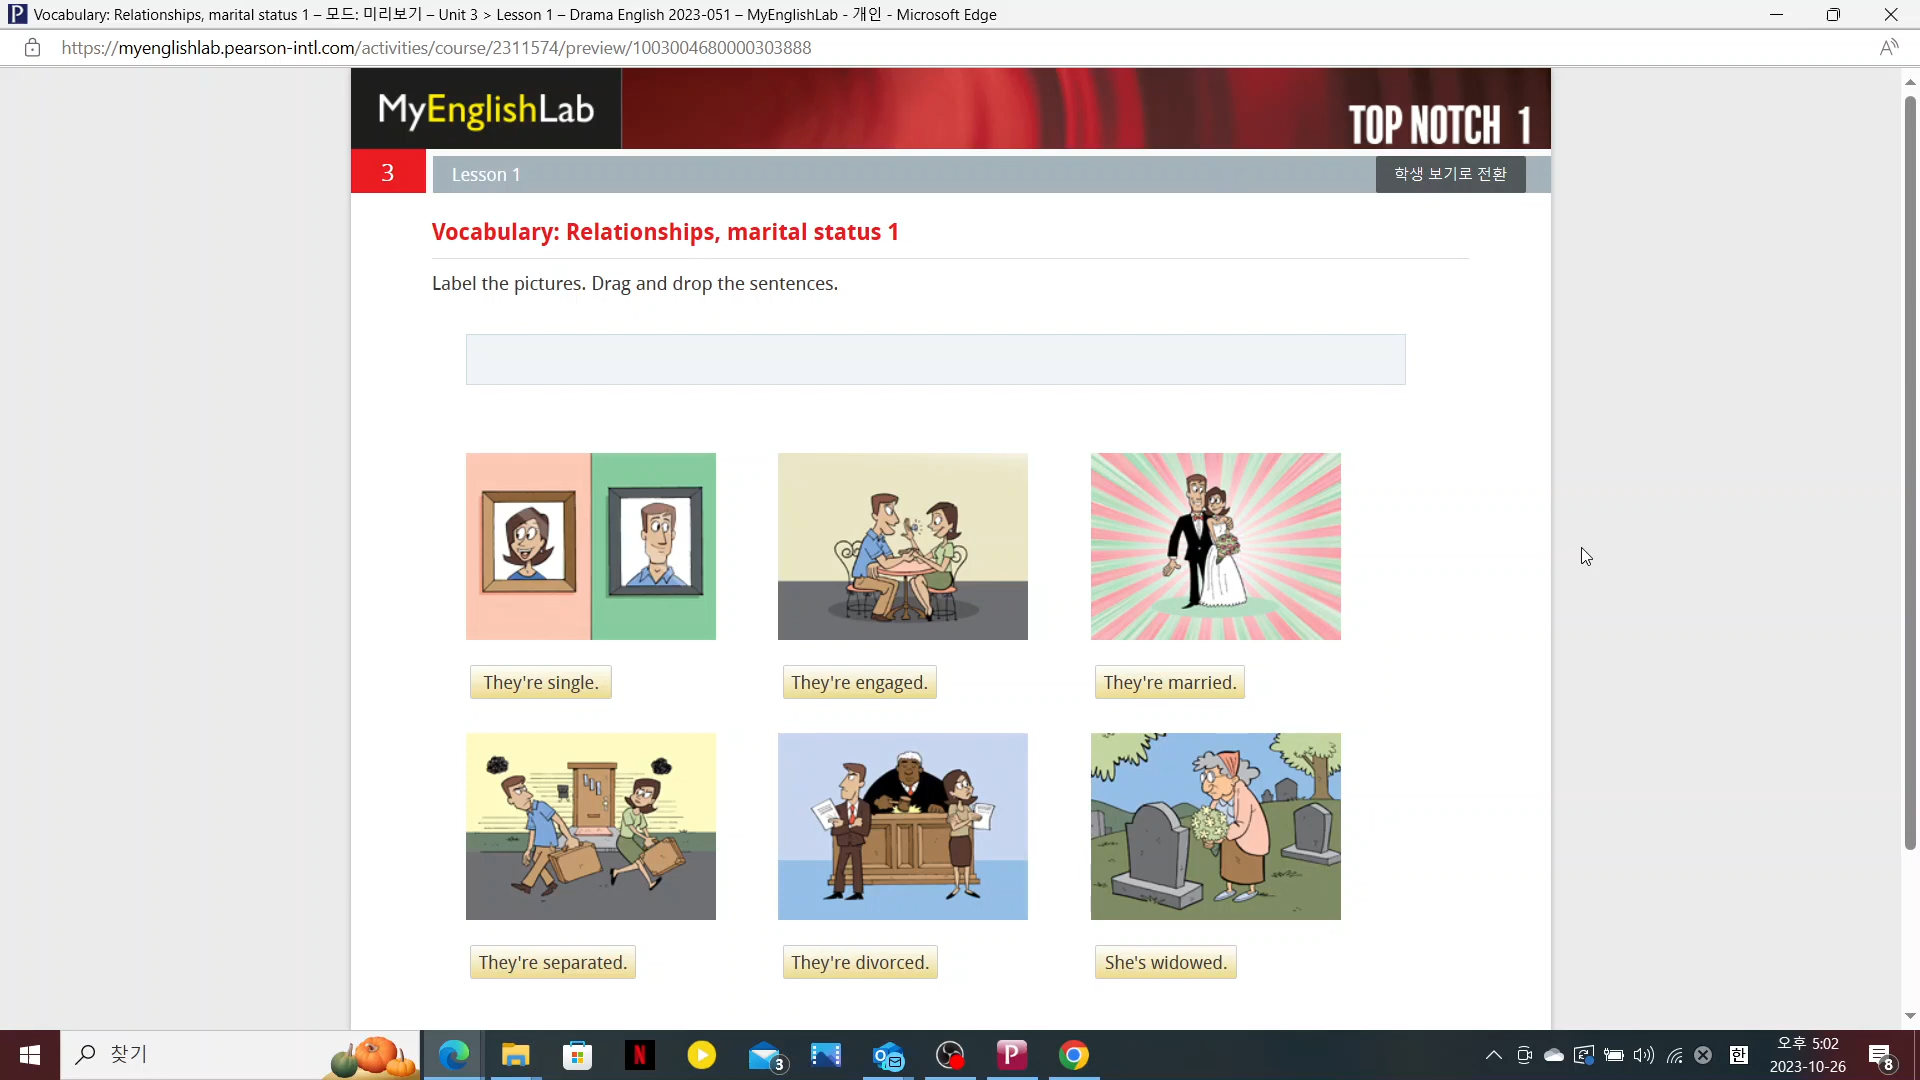 Vocabulary: Relationships, marital status 1 – 모드: 미리보기 – Unit 3 > Lesson 1 – Drama English 2023-051 – MyEnglishLab - 개인 - Microsoft Edge
https://myenglishlab.pearson-intl.com/activities/course/2311574/preview/1003004680000303888
MyEnglishLab
TOP NOTCH 1
3
Lesson 1
학생 보기로 전환
Vocabulary: Relationships, marital status 1
Label the pictures. Drag and drop the sentences.
They're single.
They're engaged.
They're married.
They're separated.
They're divorced.
She's widowed.
찾기
3
한
오후 5:02
2023-10-26
8